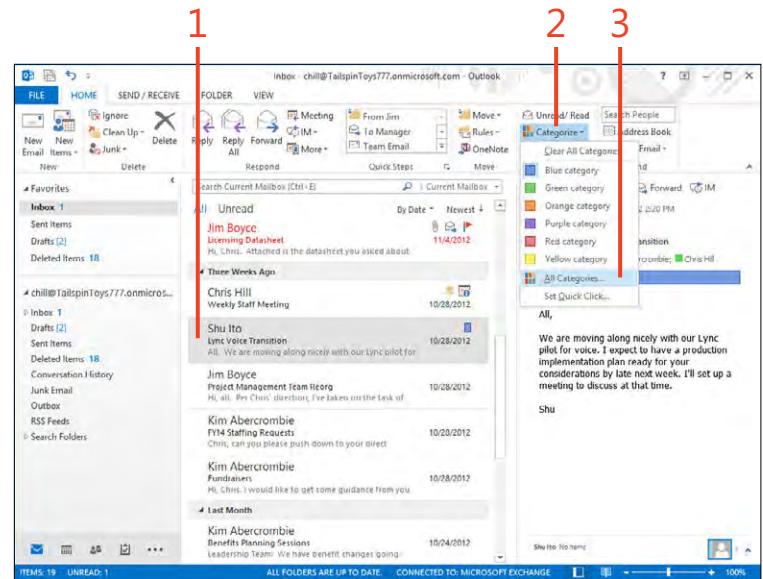 1 2 3
Inbox - chill@TailspinToys777.onmicrosoft.com - Outlook
FILE HOME SEND / RECEIVE FOLDER VIEW
New Email
New Items
Ignore
Clean Up
Junk
Delete
Reply
Reply All
Forward
Meeting
IM
More
From Jim
To Manager
Team Email
Move
Rules
OneNote
Unread/ Read
Categorize
Search People
Address Book
Email
New Delete Respond Quick Steps Move
Clear All Categories
Blue category
Green category
Orange category
Purple category
Red category
Yellow category
All Categories...
Set Quick Click...
Favorites
Inbox 1
Sent Items
Drafts [2]
Deleted Items 18
chill@TailspinToys777.onmicros...
Inbox 1
Drafts [2]
Sent Items
Deleted Items 18
Conversation History
Junk Email
Outbox
RSS Feeds
Search Folders
Search Current Mailbox (Ctrl+E) Current Mailbox
All Unread By Date Newest
Jim Boyce
Licensing Datasheet 11/4/2012
Hi, Chris. Attached is the datasheet you asked about.
Three Weeks Ago
Chris Hill
Weekly Staff Meeting 10/28/2012
Shu Ito
Lync Voice Transition 10/28/2012
All, We are moving along nicely with our Lync pilot for
Jim Boyce
Project Management Team Reorg 10/28/2012
Hi, all. Per Chris' direction, I've taken on the task of
Kim Abercrombie
FY14 Staffing Requests 10/28/2012
Chris, can you please push down to your direct
Kim Abercrombie
Fundraisers 10/28/2012
Hi, Chris. I would like to get some guidance from you
Last Month
Kim Abercrombie
Benefits Planning Sessions 10/24/2012
Leadership Team: We have benefit changes going
Forward IM
2:20 PM
ansition
rombie; Chris Hill
All,
We are moving along nicely with our Lync
pilot for voice. I expect to have a production
implementation plan ready for your
considerations by late next week. I'll set up a
meeting to discuss at that time.
Shu
Shu Ito No Items
ITEMS: 19 UNREAD: 1 ALL FOLDERS ARE UP TO DATE. CONNECTED TO: MICROSOFT EXCHANGE 100%